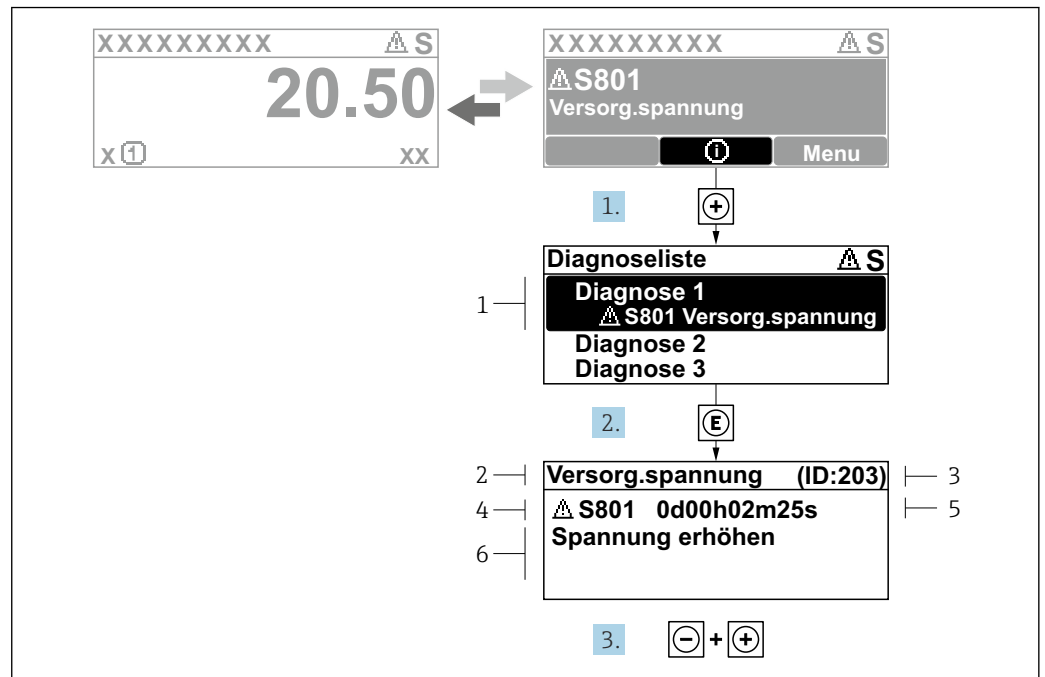 XXXXXXXXX ⚠ S
20.50
x ① xx
XXXXXXXXX ⚠ S
⚠ S801
Versorg.spannung
ⓘ Menu
1. ⊕
Diagnoseliste ⚠ S
1
Diagnose 1
⚠ S801 Versorg.spannung
Diagnose 2
Diagnose 3
2. Ⓔ
2 Versorg.spannung (ID:203) 3
4 ⚠ S801 0d00h02m25s 5
6 Spannung erhöhen
3. ⊖ + ⊕